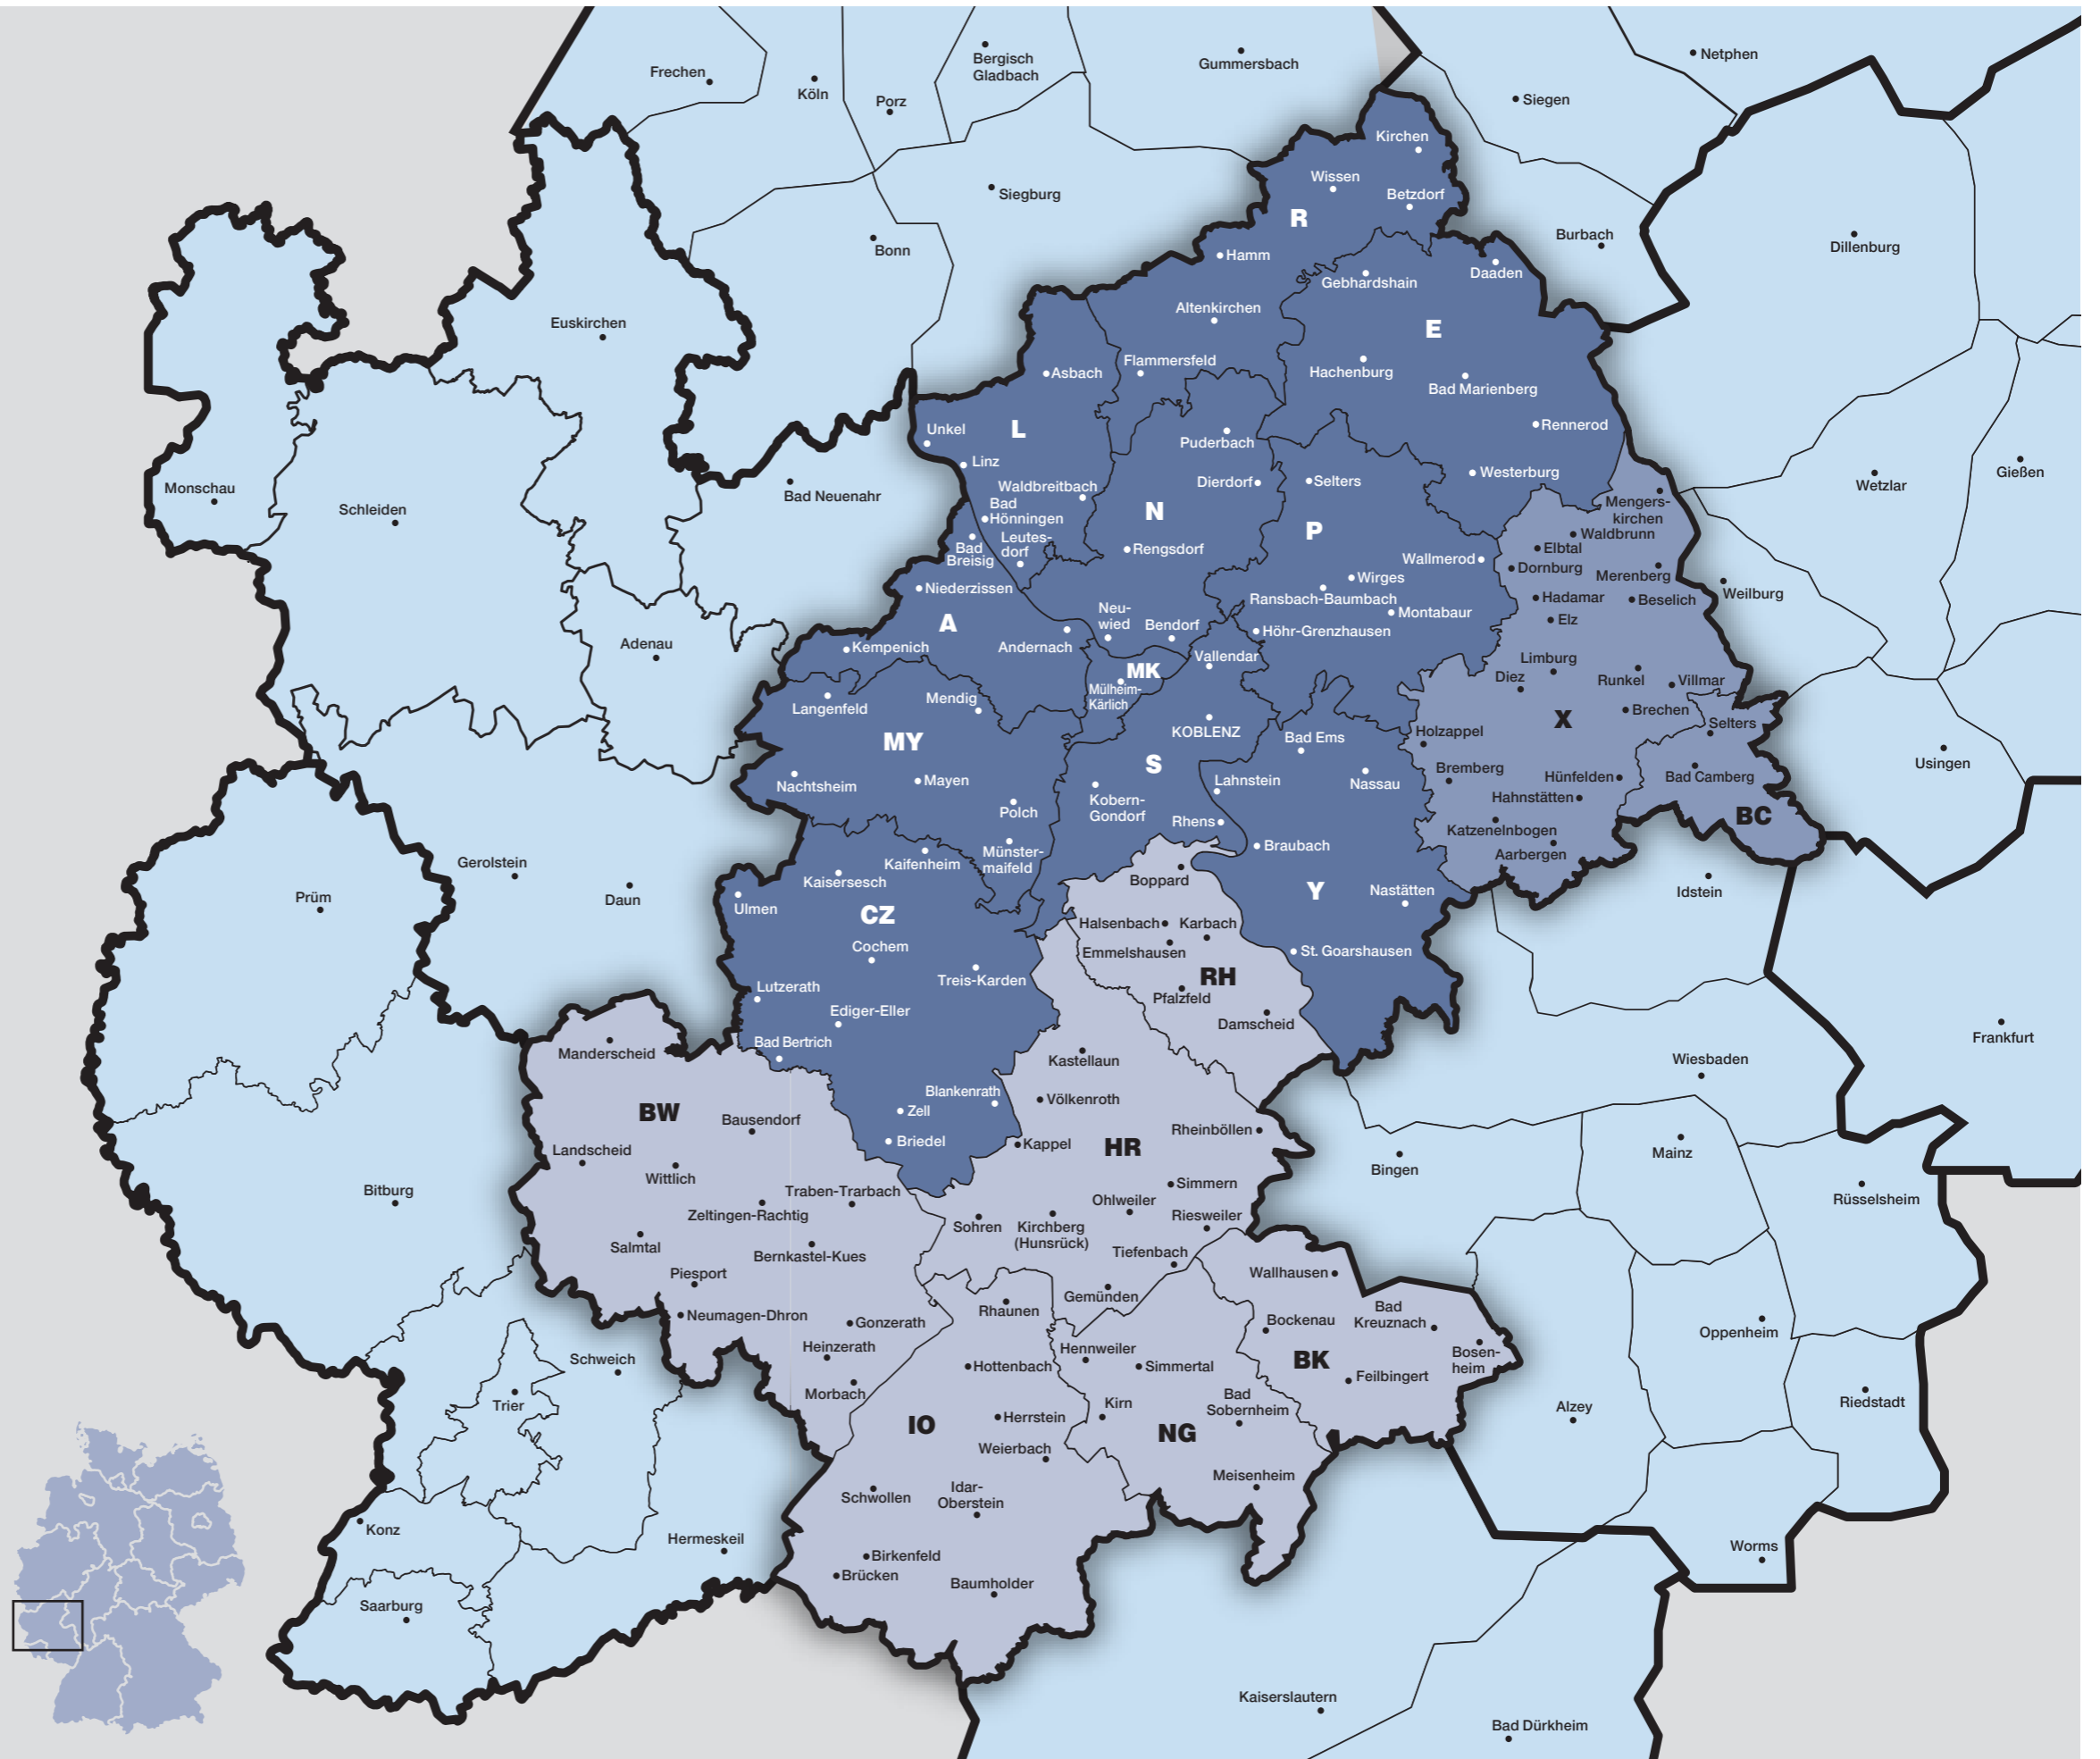 Netphen
Bergisch
Gladbach
Gummersbach
Frechen
Köln
Porz
Siegen
Kirchen
Wissen
Betzdorf
Siegburg
R
Burbach
Dillenburg
Bonn
Hamm
Daaden
Gebhardshain
Altenkirchen
Euskirchen
E
Flammersfeld
Asbach
Hachenburg
Bad Marienberg
Unkel
L
Rennerod
Puderbach
Linz
Westerburg
Gießen
Wetzlar
Monschau
Schleiden
Bad Neuenahr
Waldbreitbach
Dierdorf
Selters
Bad
Hönningen
N
P
Mengers-
kirchen
Waldbrunn
Leutes-
dorf
Bad
Breisig
Rengsdorf
Elbtal
Wallmerod
Dornburg
Merenberg
Niederzissen
Wirges
Ransbach-Baumbach
Hadamar
Beselich
Weilburg
A
Neu-
wied
Bendorf
Montabaur
Elz
Höhr-Grenzhausen
Adenau
Kempenich
Andernach
Vallendar
MK
Mülheim-
Kärlich
Limburg
Diez
Runkel
Villmar
Langenfeld
Mendig
Brechen
KOBLENZ
X
Selters
MY
Bad Ems
Holzappel
S
Usingen
Nachtsheim
Mayen
Lahnstein
Nassau
Bremberg
Hünfelden
Bad Camberg
Kobern-
Gondorf
Hahnstätten
Polch
Rhens
BC
Katzenelnbogen
Braubach
Aarbergen
Gerolstein
Kaifenheim
Münster-
maifeld
Kaisersesch
Boppard
Prüm
Daun
Ulmen
CZ
Y
Nastätten
Idstein
Halsenbach
Karbach
Cochem
Emmelshausen
St. Goarshausen
Treis-Karden
RH
Lutzerath
Pfalzfeld
Ediger-Eller
Damscheid
Frankfurt
Manderscheid
Bad Bertrich
Kastellaun
Wiesbaden
BW
Blankenrath
Völkenroth
Bausendorf
Zell
Rheinböllen
Landscheid
Briedel
Kappel
HR
Mainz
Wittlich
Bingen
Bitburg
Traben-Trarbach
Simmern
Rüsselsheim
Zeltingen-Rachtig
Ohlweiler
Sohren
Kirchberg
(Hunsrück)
Riesweiler
Salmtal
Bernkastel-Kues
Tiefenbach
Piesport
Wallhausen
Gemünden
Rhaunen
Neumagen-Dhron
Gonzerath
Bockenau
Bad
Kreuznach
Oppenheim
Heinzerath
Hennweiler
Bosen-
heim
Schweich
Hottenbach
Simmertal
BK
Feilbingert
Morbach
Trier
Kirn
Bad
Sobernheim
Riedstadt
Alzey
IO
Herrstein
NG
Weierbach
Meisenheim
Schwollen
Idar-
Oberstein
Konz
Hermeskeil
Worms
Birkenfeld
Brücken
Baumholder
Saarburg
Kaiserslautern
Bad Dürkheim